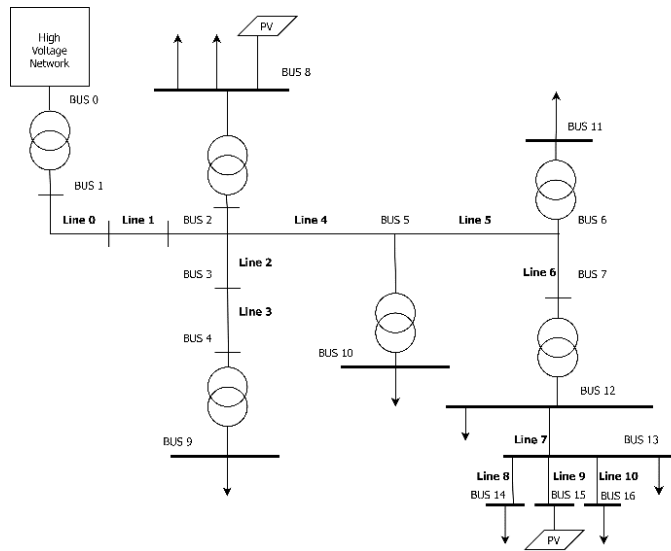 PV
High
Voltage
Network
BUS 8
BUS 0
BUS 11
BUS 1
Line 0
Line 1
BUS 2
Line 4
BUS 5
Line 5
BUS 6
Line 2
BUS 3
Line 6
BUS 7
Line 3
BUS 4
BUS 10
BUS 12
BUS 9
Line 7
BUS 13
Line 8
Line 9
Line 10
BUS 14
BUS 15
BUS 16
PV